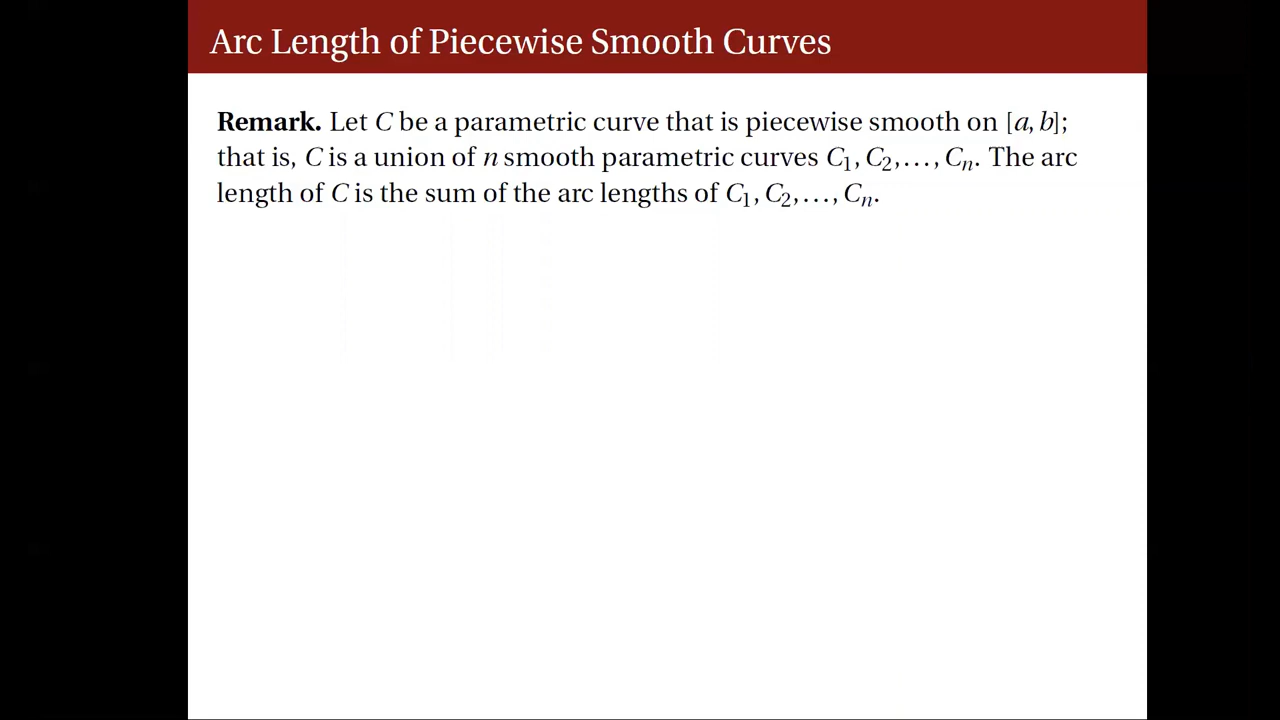 Arc Length of Piecewise Smooth Curves
Remark. Let C be a parametric curve that is piecewise smooth on [a, b];
that is, C is a union of n smooth parametric curves C₁, C₂, …, Cₙ. The arc
length of C is the sum of the arc lengths of C₁, C₂, …, Cₙ.